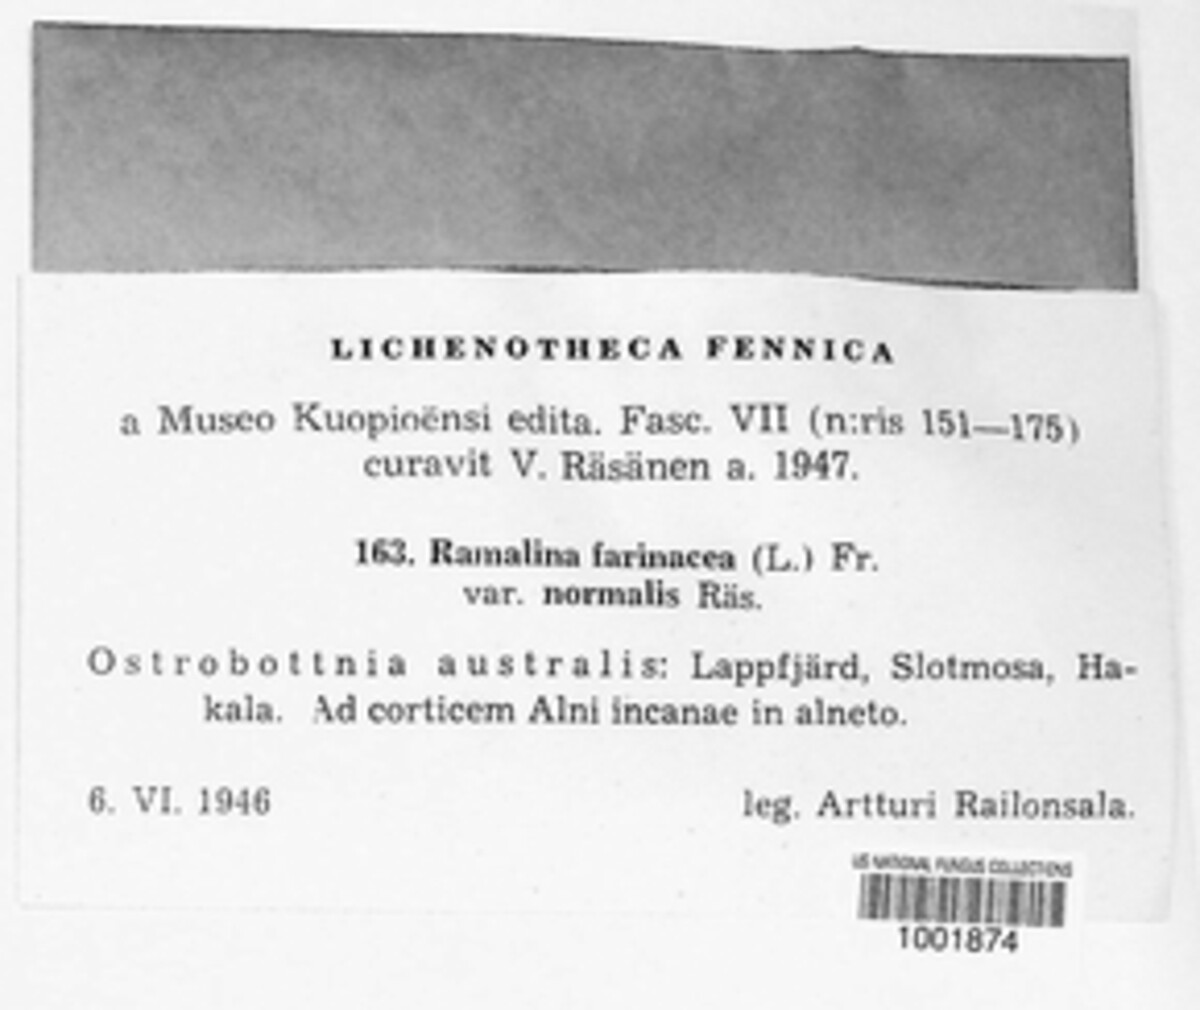 LICHENOTHECA FENNICA
a Museo Kuopioënsi edita. Fasc. VII (n:ris 151—175)
curavit V. Räsänen a. 1947.
163. Ramalina farinacea (L.) Fr.
var. normalis Räs.
Ostrobottnia australis: Lappfjärd, Slotmosa, Ha-
kala. Ad corticem Alni incanae in alneto.
6. VI. 1946 leg. Artturi Railonsala.
US NATIONAL FUNGUS COLLECTIONS
1001874